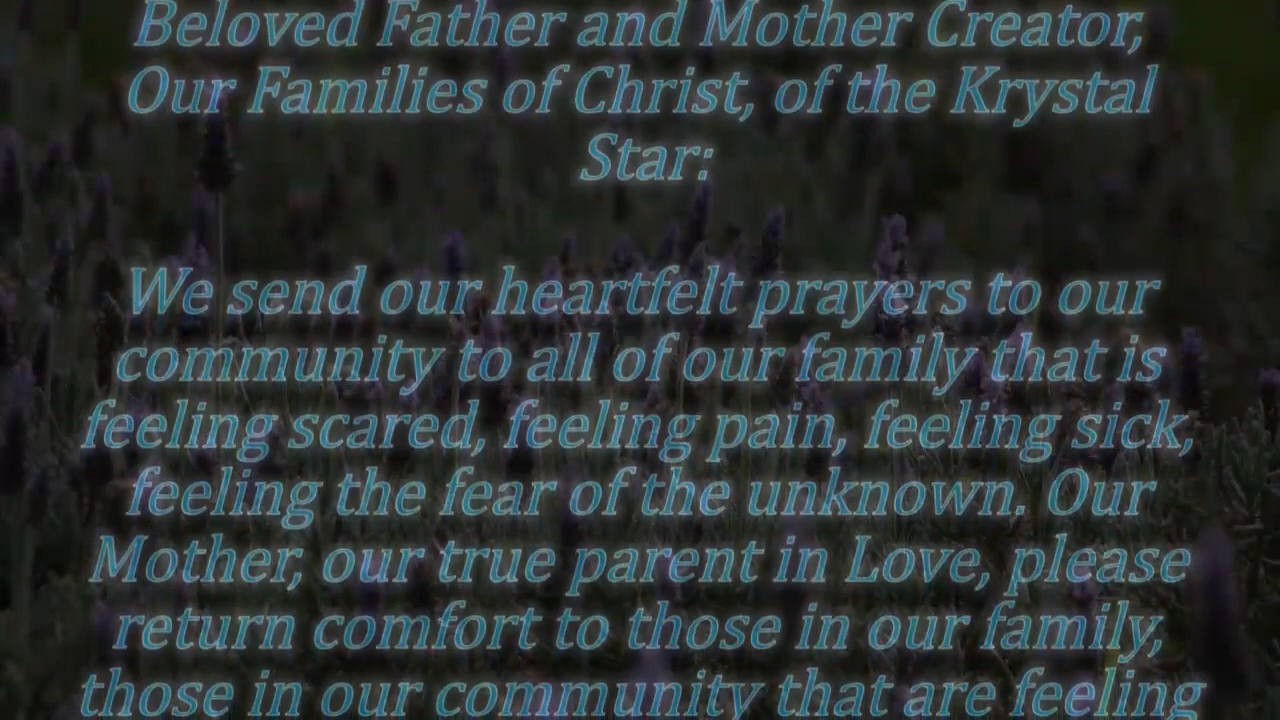 Beloved Father and Mother Creator,
Our Families of Christ, of the Krystal
Star:
We send our heartfelt prayers to our
community to all of our family that is
feeling scared, feeling pain, feeling sick,
feeling the fear of the unknown. Our
Mother, our true parent in Love, please
return comfort to those in our family,
those in our community that are feeling